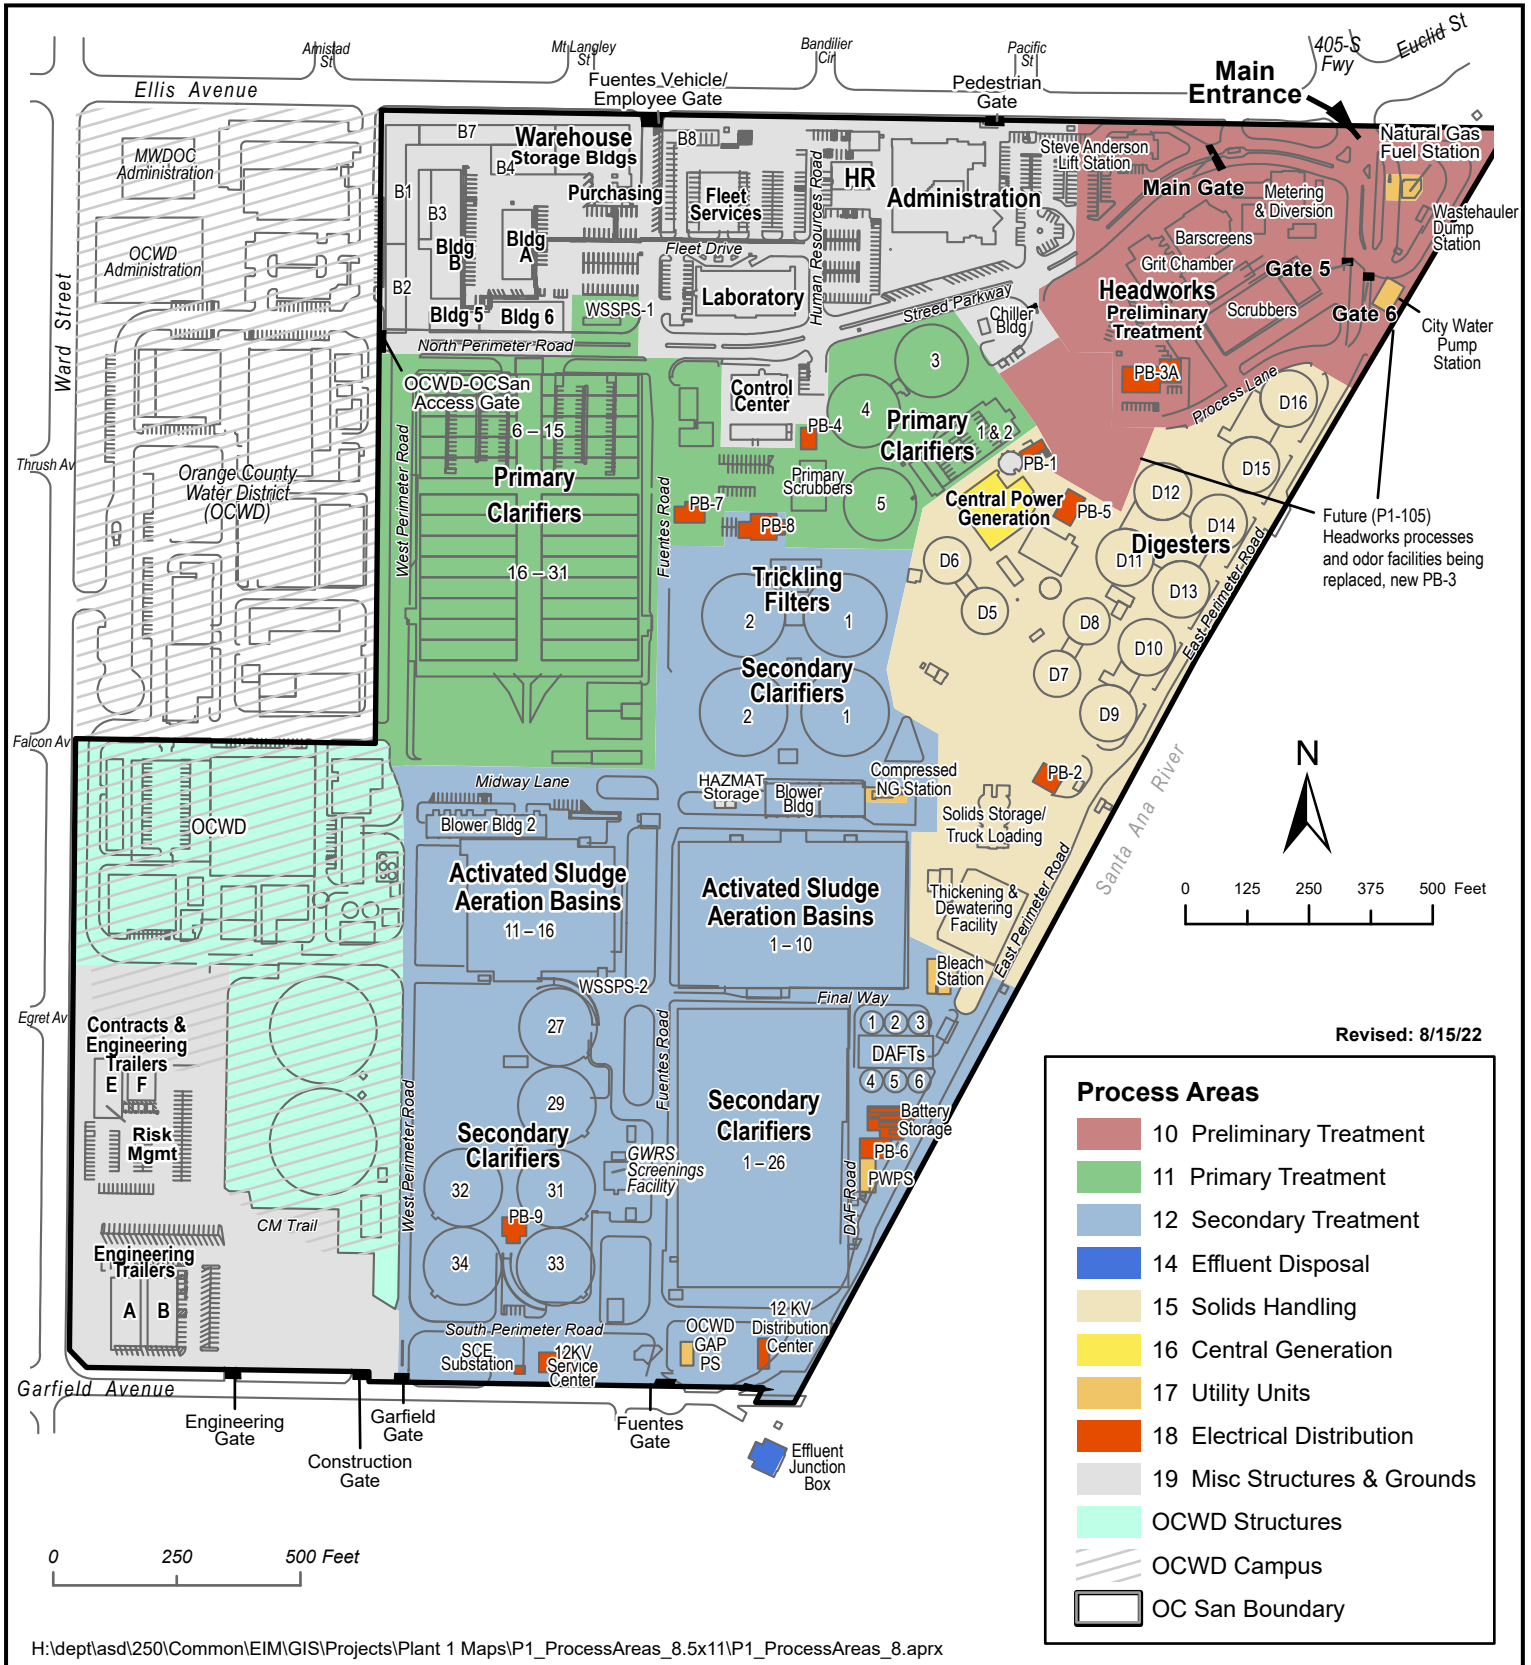 Amistad
St
Mt Langley
St
Bandilier
Cir
Pacific
St
405-S
Fwy
Euclid St
Ellis Avenue
Fuentes Vehicle/
Employee Gate
Pedestrian
Gate
Main
Entrance
Natural Gas
Fuel Station
MWDOC
Administration
B7
Warehouse
Storage Bldgs
B4
B8
Purchasing
Fleet
Services
Human Resources Road
HR
Administration
Steve Anderson
Lift Station
Main Gate
Metering
& Diversion
Wastehauler
Dump
Station
B1
B3
Bldg
B
Bldg
A
B2
Fleet Drive
Barscreens
Grit Chamber
Gate 5
OCWD
Administration
Laboratory
Streed Parkway
Headworks
Preliminary
Treatment
Scrubbers
Gate 6
Bldg 5
Bldg 6
WSSPS-1
Chiller
Bldg
City Water
Pump
Station
Ward Street
North Perimeter Road
OCWD-OCSan
Access Gate
Control
Center
3
4
PB-3A
Process Lane
D16
6 – 15
Primary
Clarifiers
16 – 31
PB-4
Primary
Clarifiers
1 & 2
PB-1
Thrush Av
West Perimeter Road
Orange County
Water District
(OCWD)
Primary
Scrubbers
5
D15
Fuentes Road
PB-7
PB-8
Central Power
Generation
PB-5
D12
D14
Digesters
Future (P1-105)
Headworks processes
and odor facilities being
replaced, new PB-3
Trickling
Filters
2
1
D6
D5
D11
D13
D8
D10
D7
D9
East Perimeter Road
Secondary
Clarifiers
2
1
Falcon Av
Midway Lane
HAZMAT
Storage
Blower
Bldg
Compressed
NG Station
PB-2
Santa Ana River
N
OCWD
Blower Bldg 2
Solids Storage/
Truck Loading
Activated Sludge
Aeration Basins
11 – 16
Activated Sludge
Aeration Basins
1 – 10
Thickening &
Dewatering
Facility
East Perimeter Road
0 125 250 375 500 Feet
Bleach
Station
WSSPS-2
Final Way
Egret Av
Contracts &
Engineering
Trailers
E F
Risk
Mgmt
27
29
Fuentes Road
1 2 3
DAFTs
4 5 6
Revised: 8/15/22
West Perimeter Road
Secondary
Clarifiers
Secondary
Clarifiers
1 – 26
Battery
Storage
PB-6
PWPS
DAF Road
GWRS
Screenings
Facility
32
31
PB-9
34
33
CM Trail
Engineering
Trailers
A B
South Perimeter Road
SCE
Substation
12KV
Service
Center
OCWD
GAP
PS
12 KV
Distribution
Center
Garfield Avenue
Engineering
Gate
Construction
Gate
Garfield
Gate
Fuentes
Gate
Effluent
Junction
Box
Process Areas
10 Preliminary Treatment
11 Primary Treatment
12 Secondary Treatment
14 Effluent Disposal
15 Solids Handling
16 Central Generation
17 Utility Units
18 Electrical Distribution
19 Misc Structures & Grounds
OCWD Structures
OCWD Campus
OC San Boundary
0 250 500 Feet
H:\dept\asd\250\Common\EIM\GIS\Projects\Plant 1 Maps\P1_ProcessAreas_8.5x11\P1_ProcessAreas_8.aprx